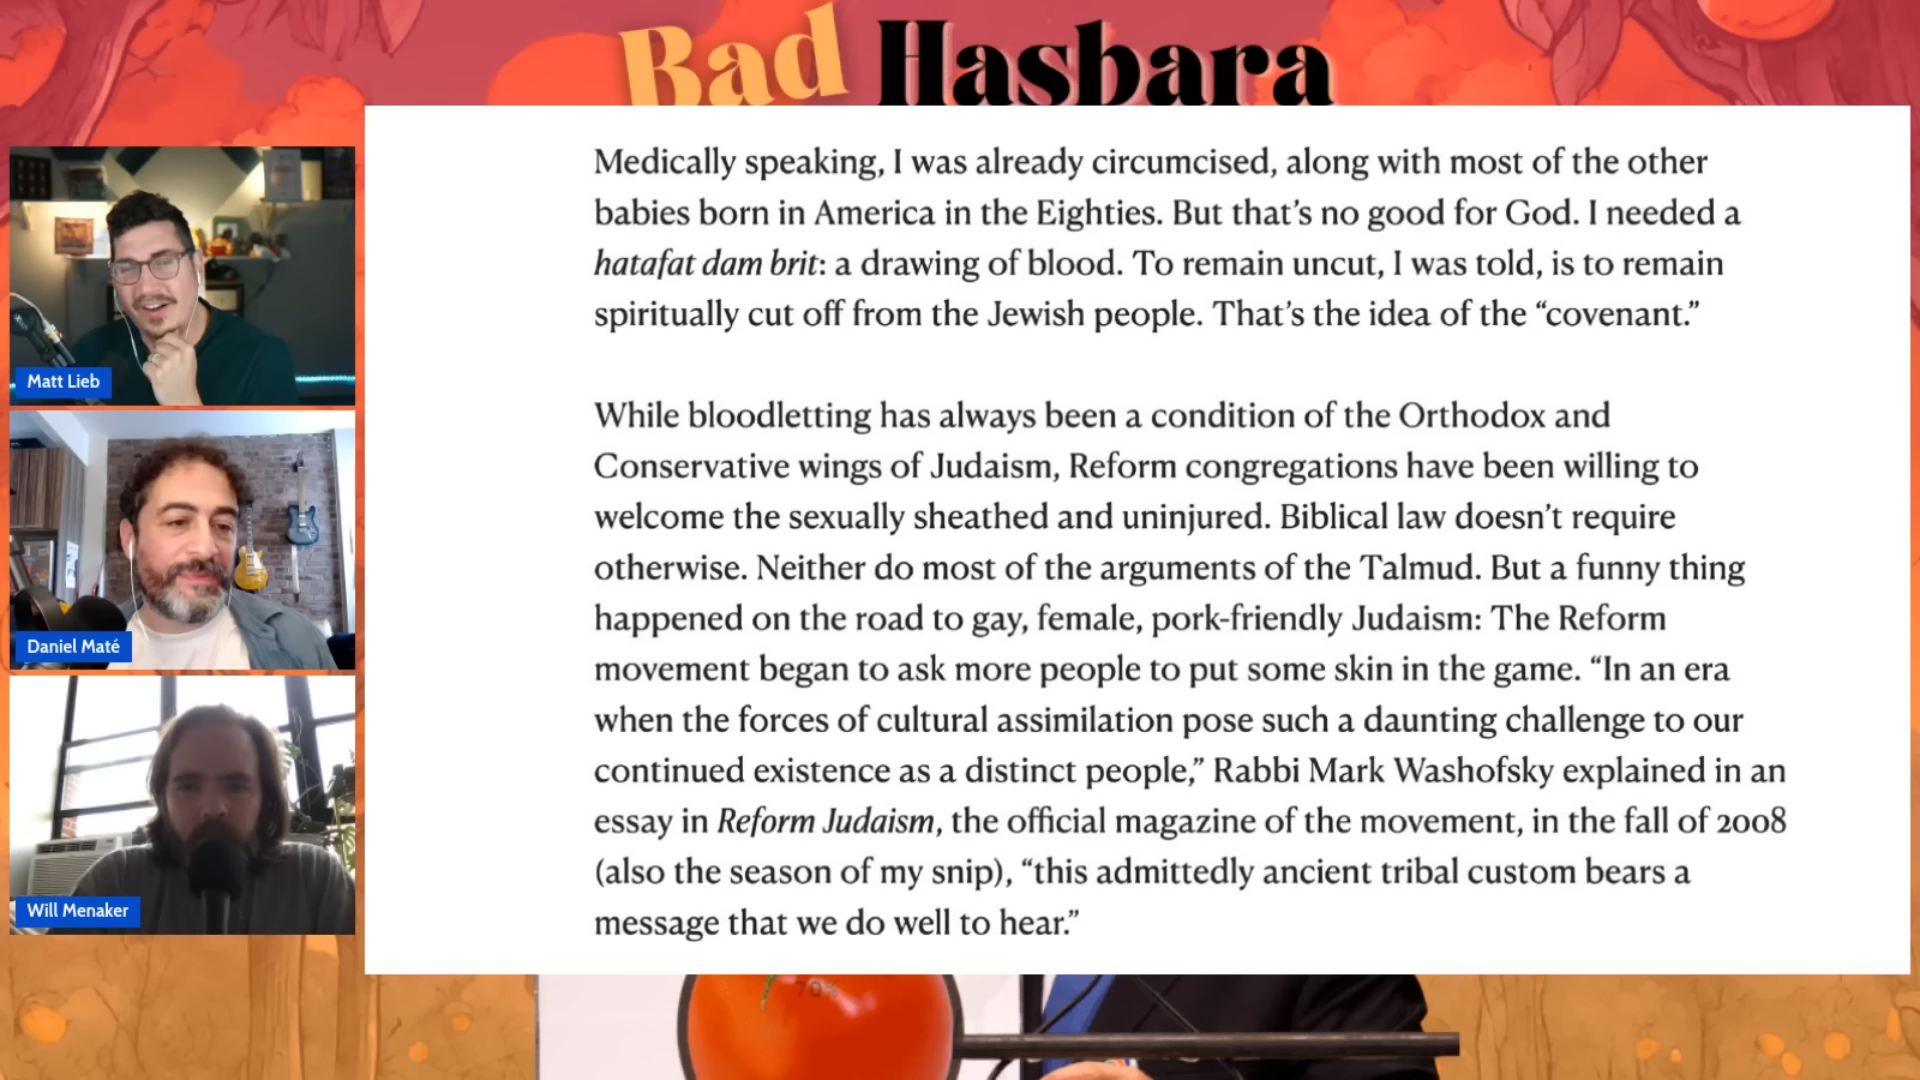 Bad Hasbara
Medically speaking, I was already circumcised, along with most of the other
babies born in America in the Eighties. But that’s no good for God. I needed a
hatafat dam brit: a drawing of blood. To remain uncut, I was told, is to remain
spiritually cut off from the Jewish people. That’s the idea of the “covenant.”
While bloodletting has always been a condition of the Orthodox and
Conservative wings of Judaism, Reform congregations have been willing to
welcome the sexually sheathed and uninjured. Biblical law doesn’t require
otherwise. Neither do most of the arguments of the Talmud. But a funny thing
happened on the road to gay, female, pork-friendly Judaism: The Reform
movement began to ask more people to put some skin in the game. “In an era
when the forces of cultural assimilation pose such a daunting challenge to our
continued existence as a distinct people,” Rabbi Mark Washofsky explained in an
essay in Reform Judaism, the official magazine of the movement, in the fall of 2008
(also the season of my snip), “this admittedly ancient tribal custom bears a
message that we do well to hear.”
Matt Lieb
Daniel Maté
Will Menaker
70%